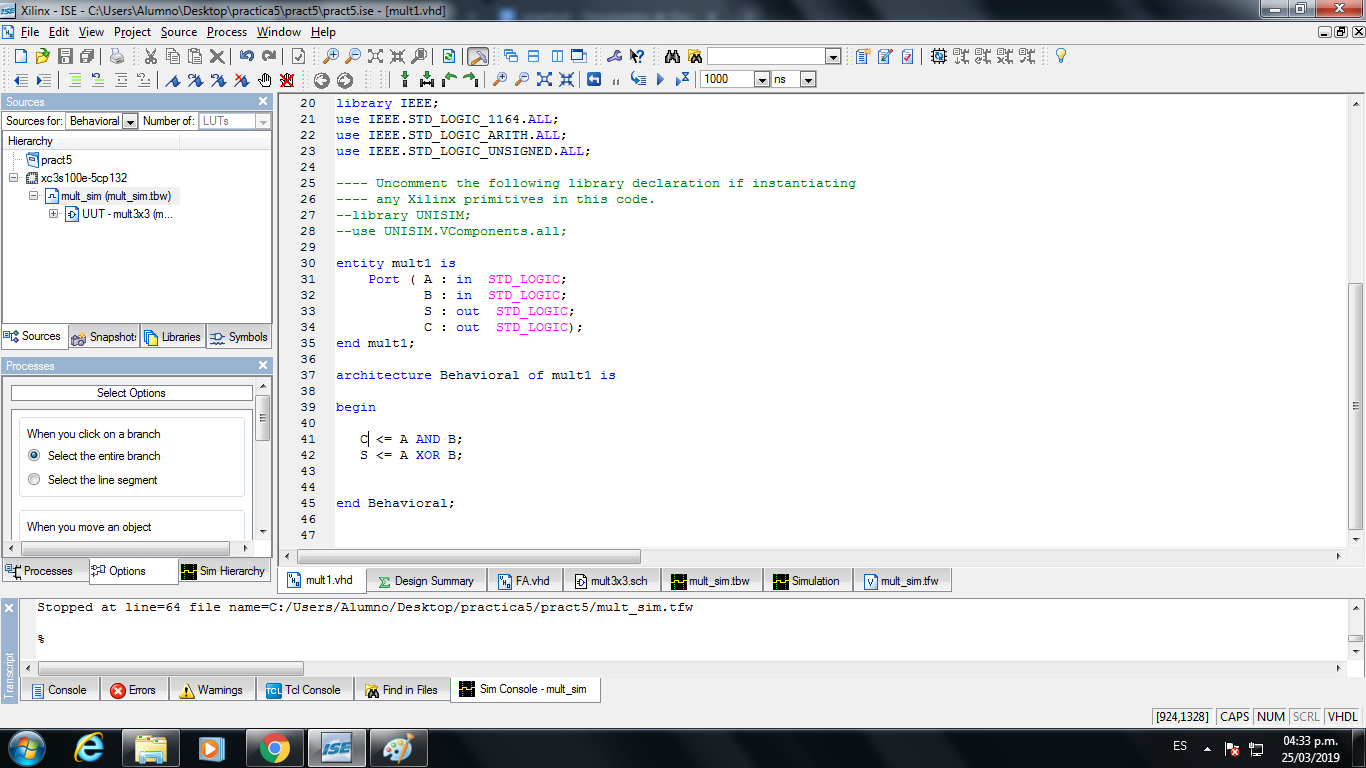 Xilinx - ISE - C:\Users\Alumno\Desktop\practica5\pract5\pract5.ise - [mult1.vhd]
File Edit View Project Source Process Window Help
1000 ns
Sources
Sources for: Behavioral Number of: LUTs
Hierarchy
pract5
xc3s100e-5cp132
mult_sim (mult_sim.tbw)
UUT - mult3x3 (m...
Sources Snapshot Libraries Symbols
Processes
Select Options
When you click on a branch
Select the entire branch
Select the line segment
When you move an object
Processes Options Sim Hierarchy
20 library IEEE;
21 use IEEE.STD_LOGIC_1164.ALL;
22 use IEEE.STD_LOGIC_ARITH.ALL;
23 use IEEE.STD_LOGIC_UNSIGNED.ALL;
24
25 ---- Uncomment the following library declaration if instantiating
26 ---- any Xilinx primitives in this code.
27 --library UNISIM;
28 --use UNISIM.VComponents.all;
29
30 entity mult1 is
31 Port ( A : in STD_LOGIC;
32 B : in STD_LOGIC;
33 S : out STD_LOGIC;
34 C : out STD_LOGIC);
35 end mult1;
36
37 architecture Behavioral of mult1 is
38
39 begin
40
41 C <= A AND B;
42 S <= A XOR B;
43
44
45 end Behavioral;
46
47
mult1.vhd Design Summary FA.vhd mult3x3.sch mult_sim.tbw Simulation mult_sim.tfw
Transcript
Stopped at line=64 file name=C:/Users/Alumno/Desktop/practica5/pract5/mult_sim.tfw
%
Console Errors Warnings Tcl Console Find in Files Sim Console - mult_sim
[924,1328] CAPS NUM SCRL VHDL
ISE
ES
04:33 p.m.
25/03/2019